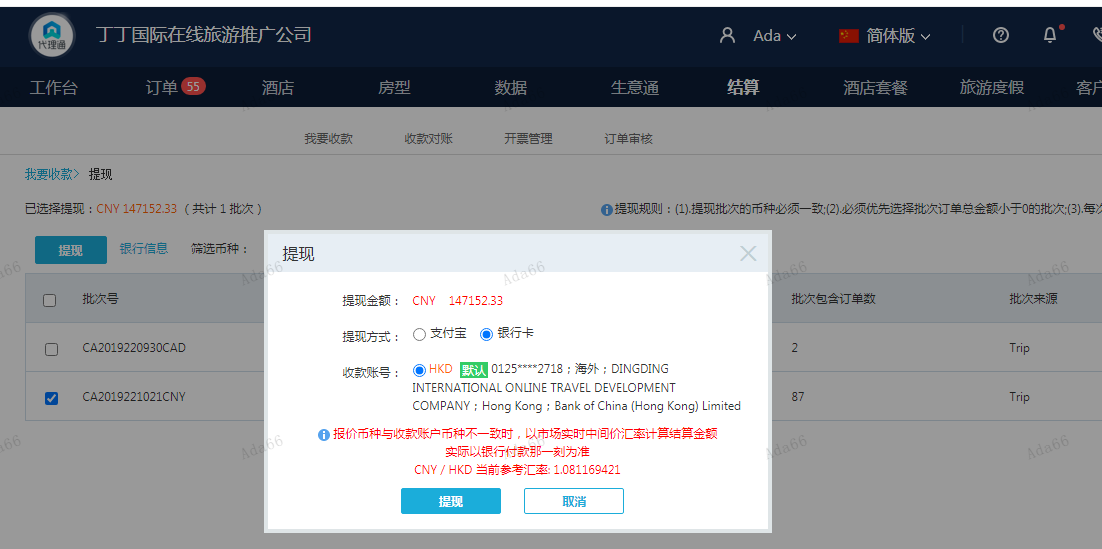 代理通
丁丁国际在线旅游推广公司
Ada
简体版
工作台
订单 55
酒店
房型
数据
生意通
结算
酒店套餐
旅游度假
客户
我要收款
收款对账
开票管理
订单审核
我要收款> 提现
已选择提现：CNY 147152.33 （ 共计 1 批次 ）
提现规则：(1).提现批次的币种必须一致;(2).必须优先选择批次订单总金额小于0的批次;(3).每次
提现
银行信息
筛选币种：
批次号
批次包含订单数
批次来源
CA2019220930CAD
2
Trip
CA2019221021CNY
87
Trip
提现
提现金额： CNY 147152.33
提现方式： 支付宝 银行卡
收款账号： HKD 默认 0125****2718；海外；DINGDING
INTERNATIONAL ONLINE TRAVEL DEVELOPMENT
COMPANY；Hong Kong；Bank of China (Hong Kong) Limited
报价币种与收款账户币种不一致时，以市场实时中间价汇率计算结算金额
实际以银行付款那一刻为准
CNY / HKD 当前参考汇率: 1.081169421
提现
取消
Ada66
Ada66
Ada66
Ada66
Ada66
Ada66